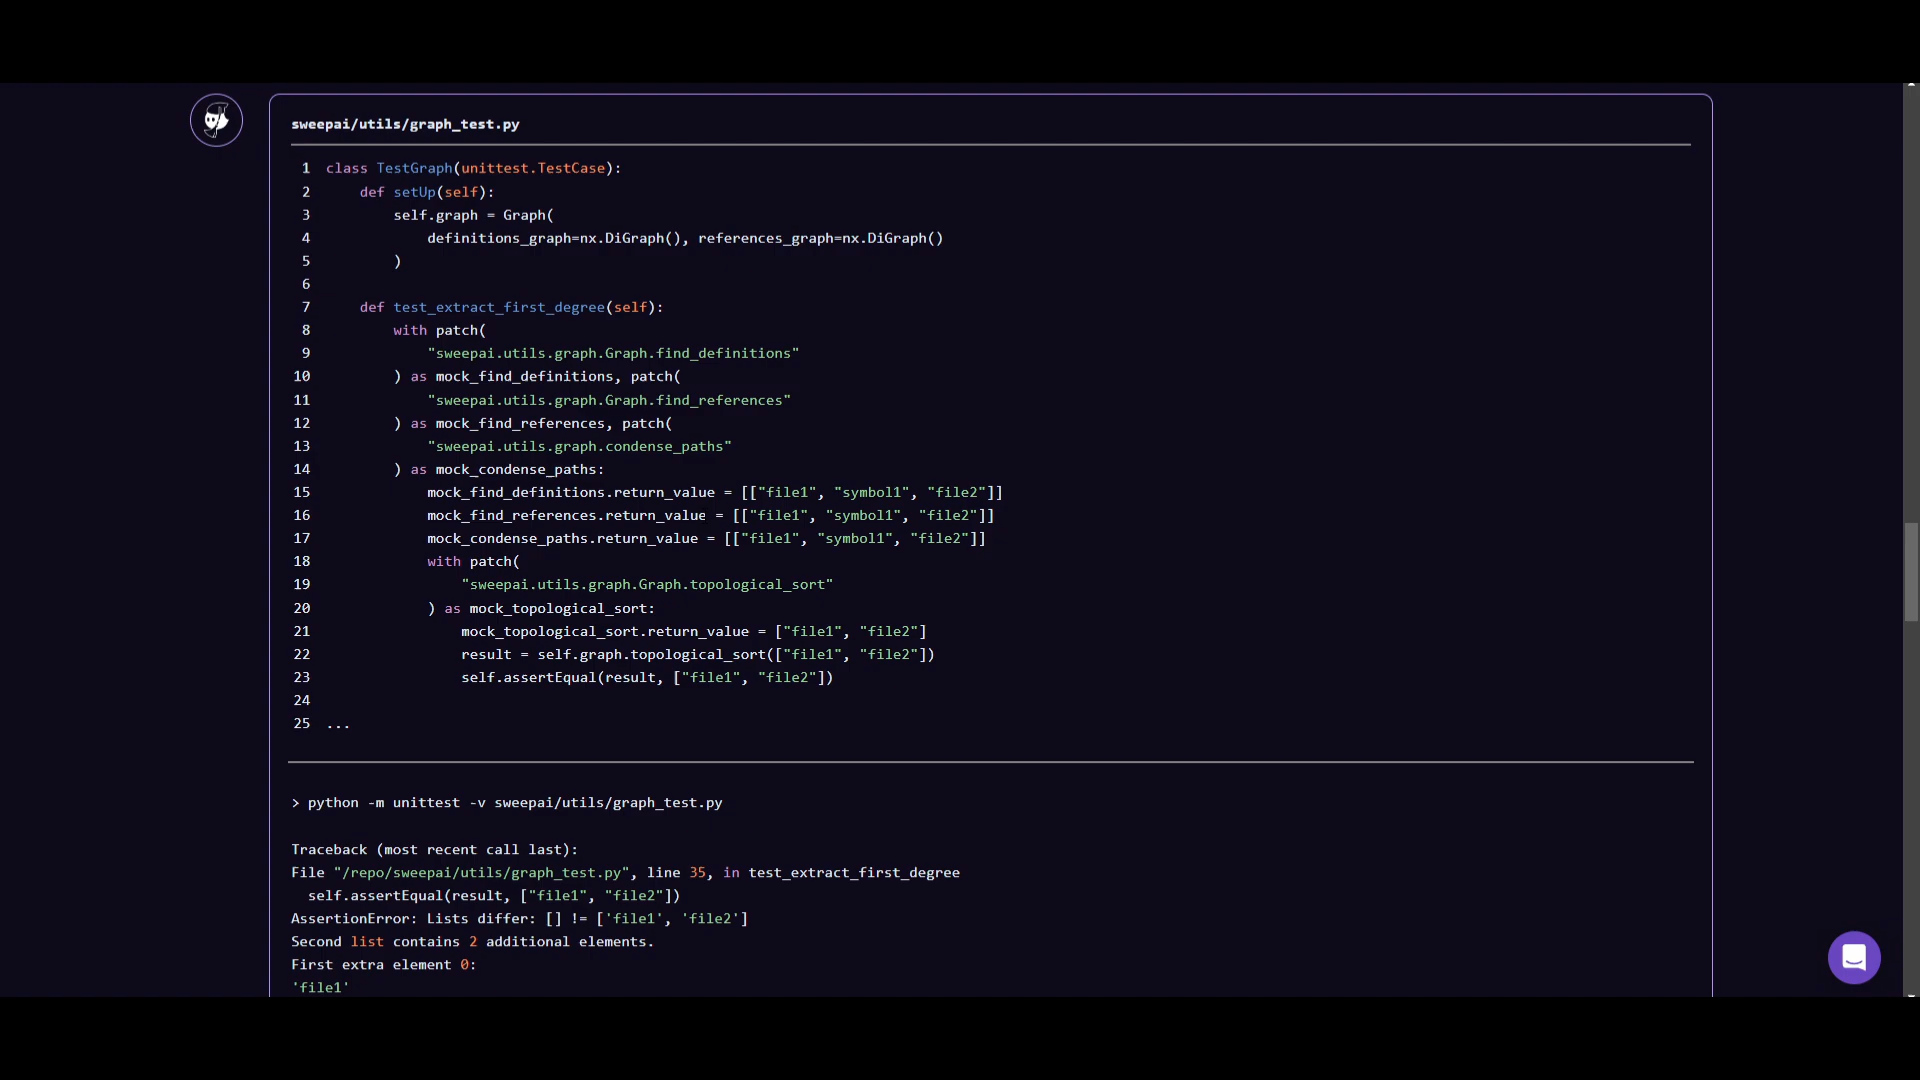 sweepai/utils/graph_test.py
1 class TestGraph(unittest.TestCase):
2     def setUp(self):
3         self.graph = Graph(
4             definitions_graph=nx.DiGraph(), references_graph=nx.DiGraph()
5         )
6
7     def test_extract_first_degree(self):
8         with patch(
9             "sweepai.utils.graph.Graph.find_definitions"
10         ) as mock_find_definitions, patch(
11             "sweepai.utils.graph.Graph.find_references"
12         ) as mock_find_references, patch(
13             "sweepai.utils.graph.condense_paths"
14         ) as mock_condense_paths:
15             mock_find_definitions.return_value = [["file1", "symbol1", "file2"]]
16             mock_find_references.return_value = [["file1", "symbol1", "file2"]]
17             mock_condense_paths.return_value = [["file1", "symbol1", "file2"]]
18             with patch(
19                 "sweepai.utils.graph.Graph.topological_sort"
20             ) as mock_topological_sort:
21                 mock_topological_sort.return_value = ["file1", "file2"]
22                 result = self.graph.topological_sort(["file1", "file2"])
23                 self.assertEqual(result, ["file1", "file2"])
24
25 ...
> python -m unittest -v sweepai/utils/graph_test.py
Traceback (most recent call last):
File "/repo/sweepai/utils/graph_test.py", line 35, in test_extract_first_degree
  self.assertEqual(result, ["file1", "file2"])
AssertionError: Lists differ: [] != ['file1', 'file2']
Second list contains 2 additional elements.
First extra element 0:
'file1'